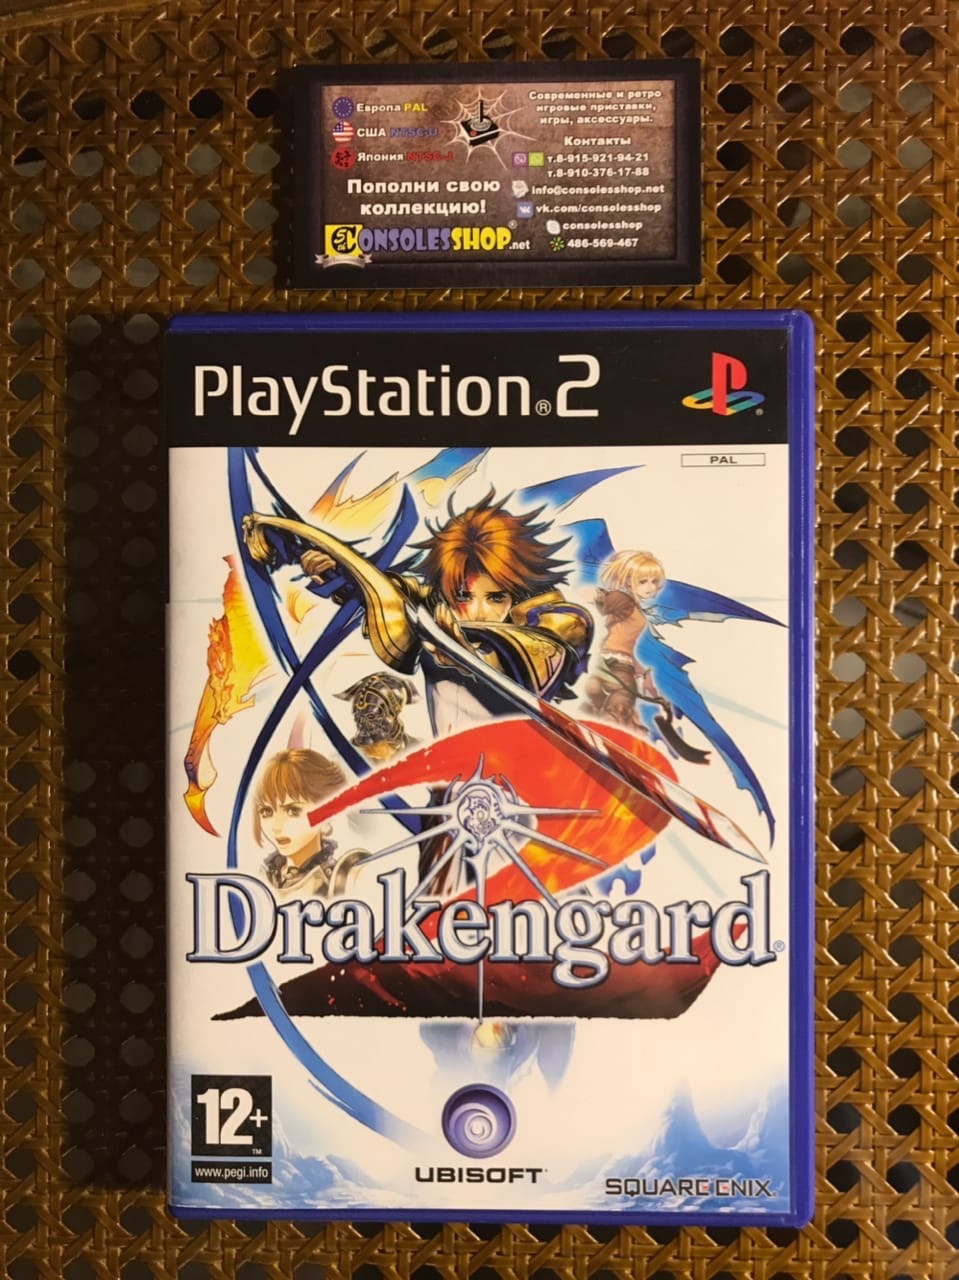 Европа PAL
США NTSC-U
Япония NTSC-J
Пополни свою
коллекцию!
CONSOLESSHOP®.net
Современные и ретро
игровые приставки,
игры, аксессуары.
Контакты
т.8-915-921-94-21
т.8-910-376-17-88
info@consolesshop.net
vk.com/consolesshop
consolesshop
486-569-467
PlayStation®2
PAL
Drakengard®
12+
TM
www.pegi.info
UBISOFT
SQUARE ENIX